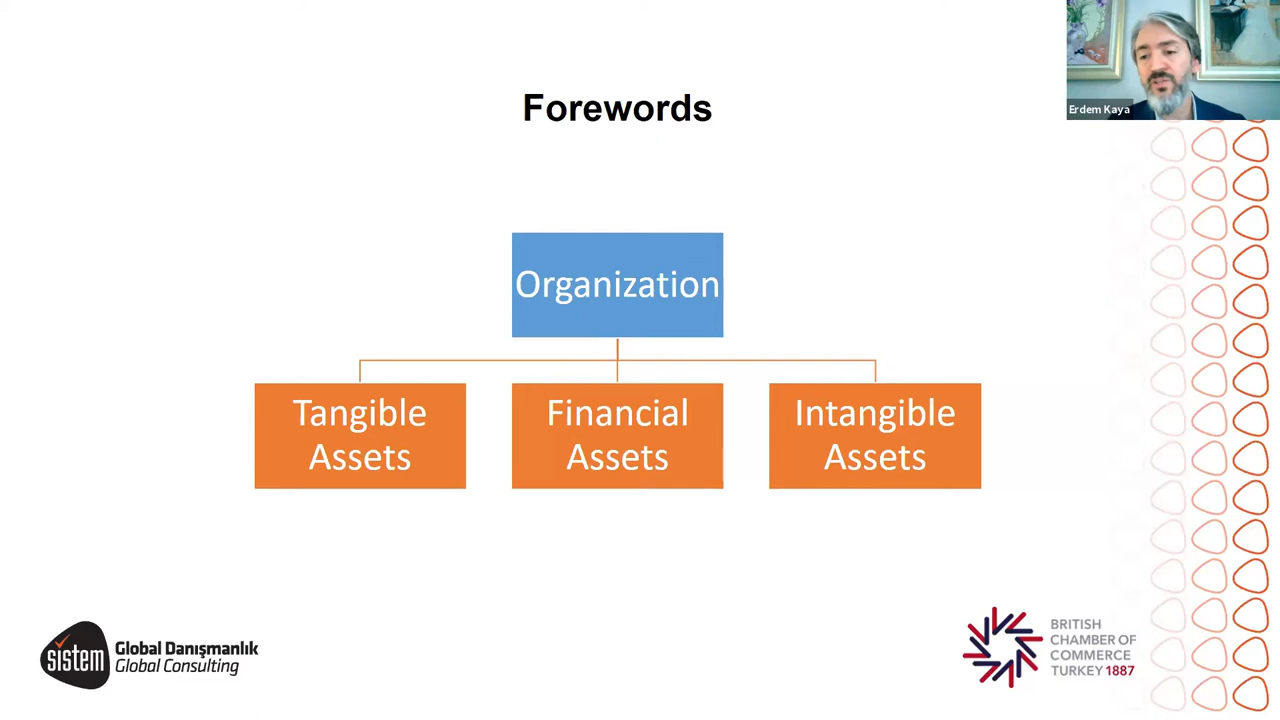 Forewords
Erdem Kaya
Organization
Tangible
Assets
Financial
Assets
Intangible
Assets
sistem
Global Danışmanlık
Global Consulting
BRITISH
CHAMBER OF
COMMERCE
TURKEY 1887